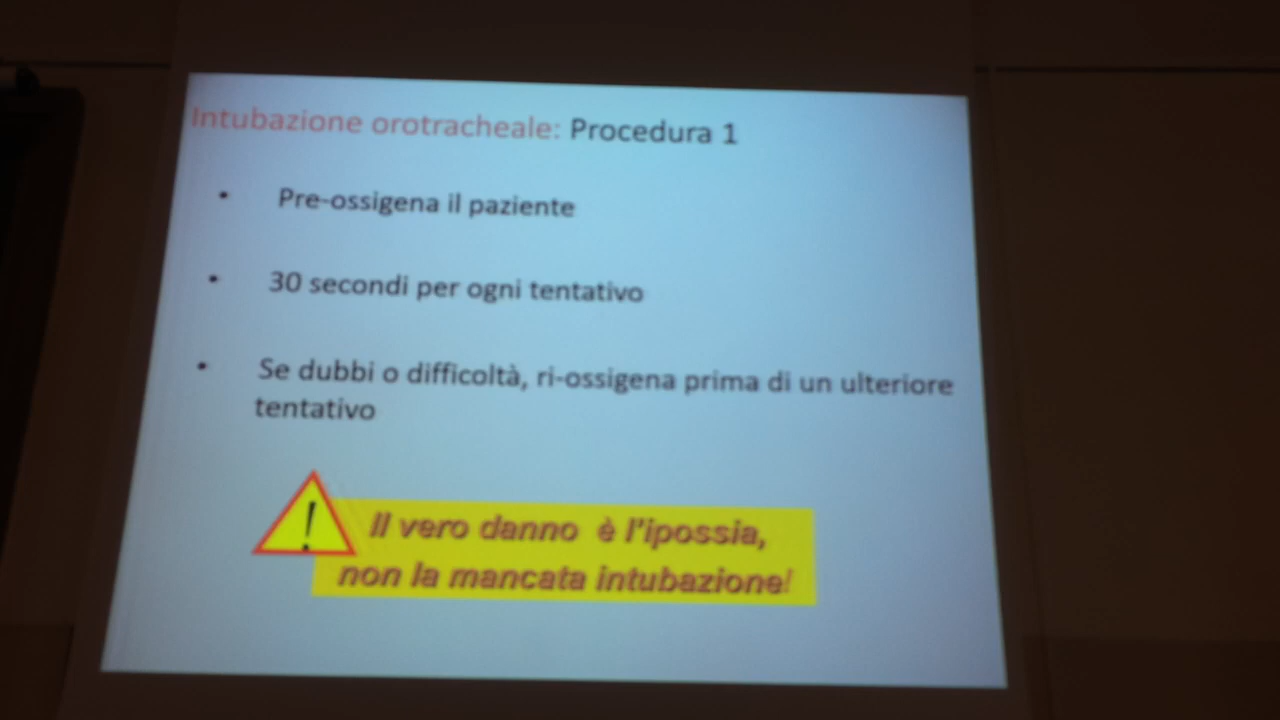 Intubazione orotracheale: Procedura 1
• Pre-ossigena il paziente
• 30 secondi per ogni tentativo
• Se dubbi o difficoltà, ri-ossigena prima di un ulteriore
tentativo
! Il vero danno è l'ipossia,
non la mancata intubazione!